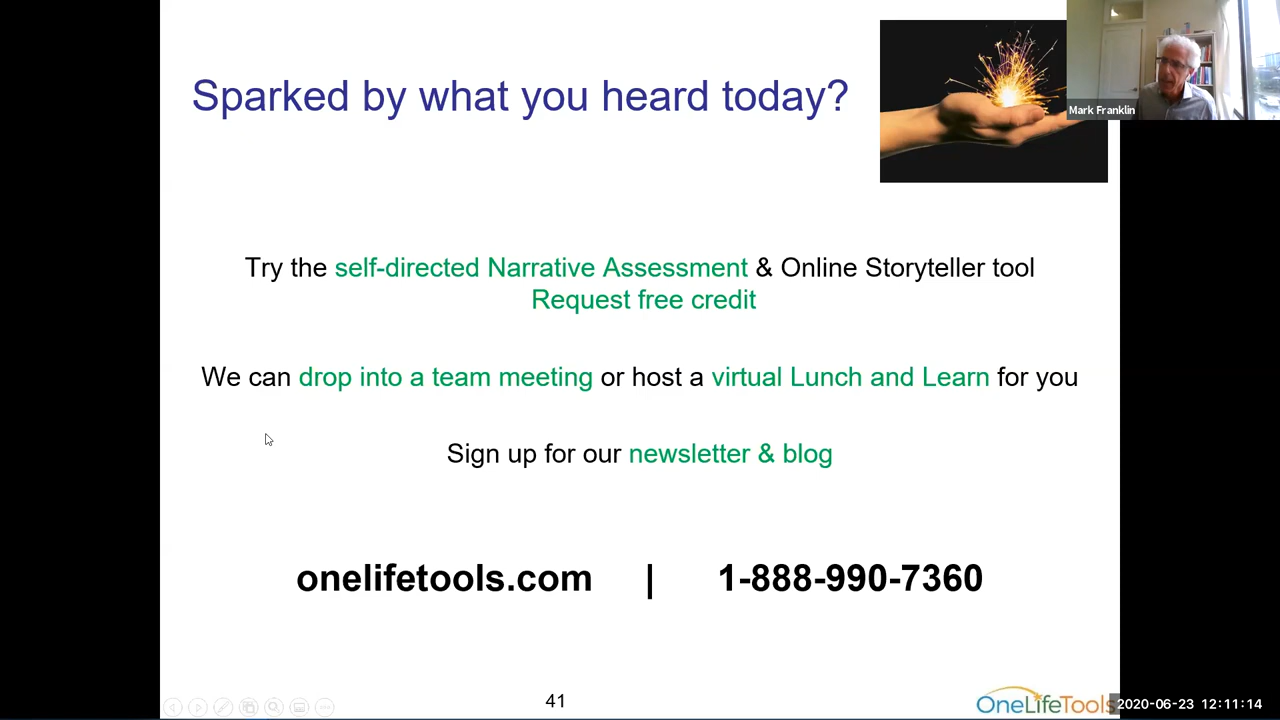 Sparked by what you heard today?
Mark Franklin
Try the self-directed Narrative Assessment & Online Storyteller tool
Request free credit
We can drop into a team meeting or host a virtual Lunch and Learn for you
Sign up for our newsletter & blog
onelifetools.com | 1-888-990-7360
41
OneLifeTools
2020-06-23 12:11:14